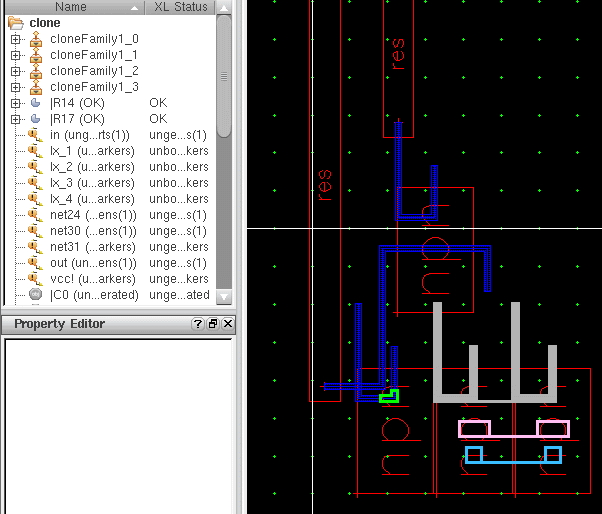 Name XL Status
clone
cloneFamily1_0
cloneFamily1_1
cloneFamily1_2
cloneFamily1_3
|R14 (OK) OK
|R17 (OK) OK
in (ung...rts(1)) unge...s(1)
lx_1 (u...arkers) unbo...kers
lx_2 (u...arkers) unbo...kers
lx_3 (u...arkers) unbo...kers
lx_4 (u...arkers) unbo...kers
net24 (...ens(1)) unge...s(1)
net30 (...ens(1)) unge...s(1)
net31 (...arkers) unge...kers
out (un...ens(1)) unge...s(1)
vcc! (u...arkers) unge...kers
|C0 (un...erated) unge...ated
Property Editor
res
res